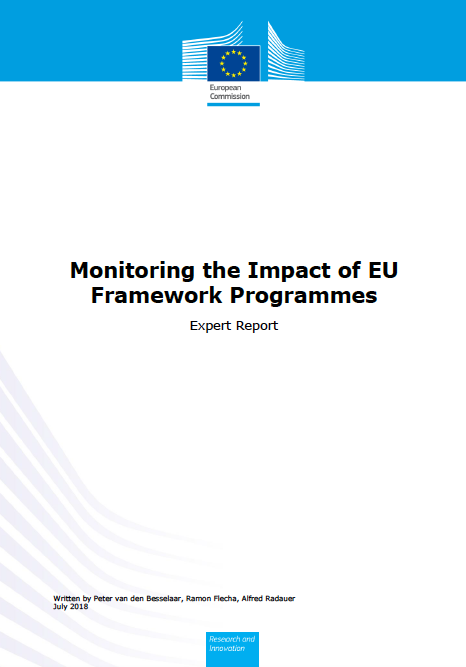 European
Commission
Monitoring the Impact of EU
Framework Programmes
Expert Report
Written by Peter van den Besselaar, Ramon Flecha, Alfred Radauer
July 2018
Research and
Innovation